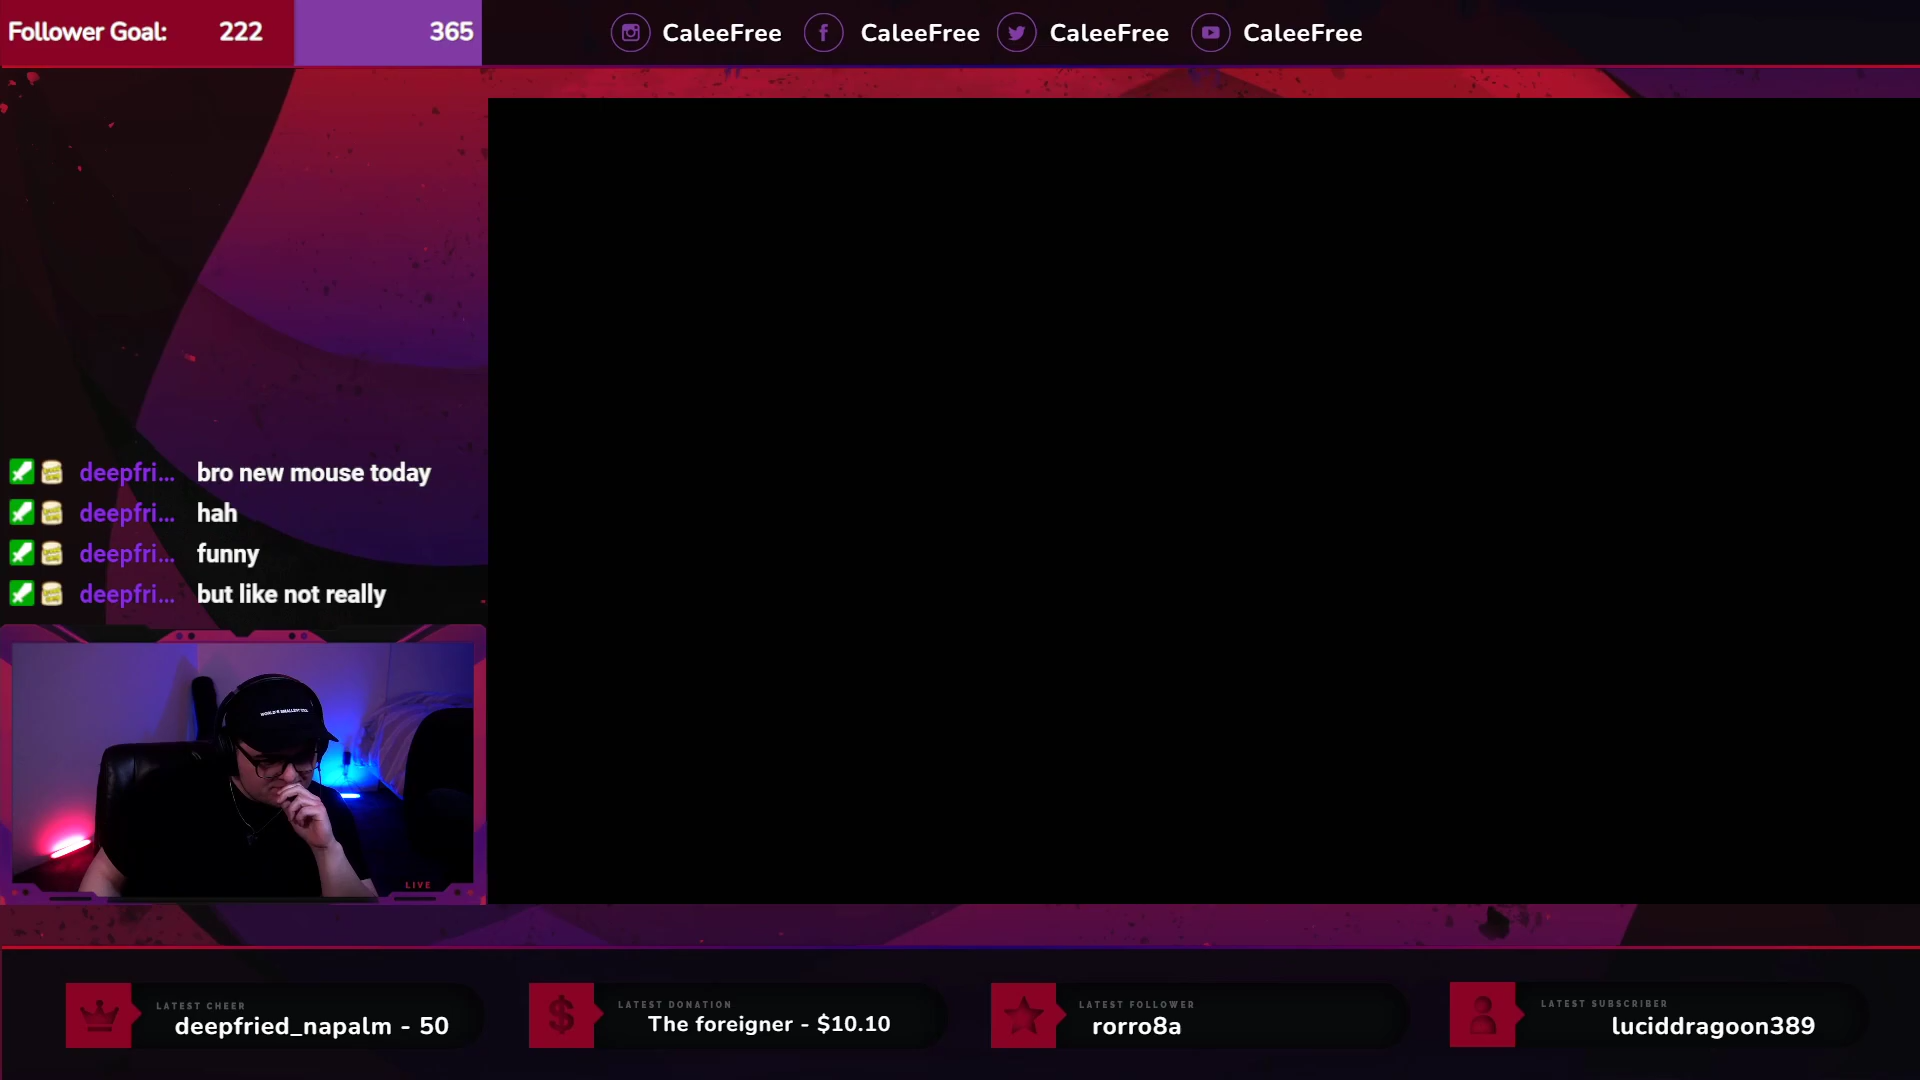 Follower Goal: 222 365
CaleeFree CaleeFree CaleeFree CaleeFree
deepfri... bro new mouse today
deepfri... hah
deepfri... funny
deepfri... but like not really
LIVE
LATEST CHEER
deepfried_napalm - 50
LATEST DONATION
The foreigner - $10.10
LATEST FOLLOWER
rorro8a
LATEST SUBSCRIBER
luciddragoon389